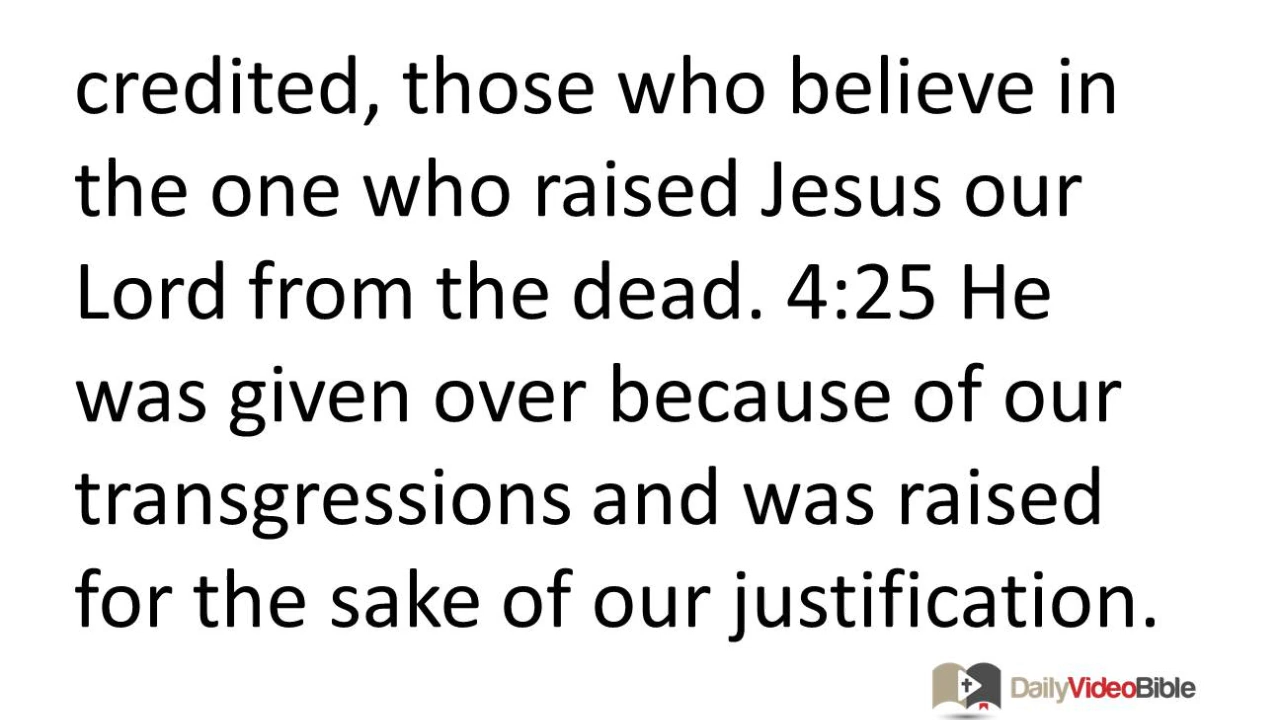 credited, those who believe in
the one who raised Jesus our
Lord from the dead. 4:25 He
was given over because of our
transgressions and was raised
for the sake of our justification.
DailyVideoBible